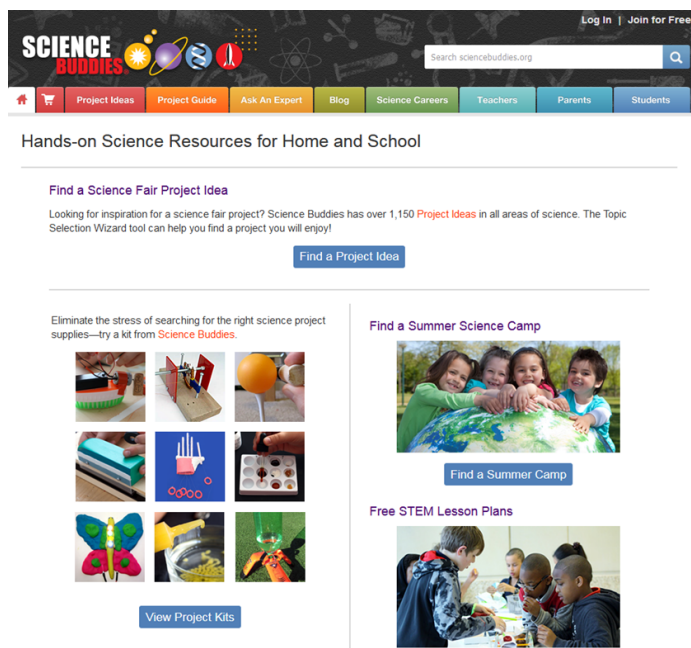 Log In | Join for Free
SCIENCE
BUDDIES
Search sciencebuddies.org
Project Ideas
Project Guide
Ask An Expert
Blog
Science Careers
Teachers
Parents
Students
Hands-on Science Resources for Home and School
Find a Science Fair Project Idea
Looking for inspiration for a science fair project? Science Buddies has over 1,150 Project Ideas in all areas of science. The Topic
Selection Wizard tool can help you find a project you will enjoy!
Find a Project Idea
Eliminate the stress of searching for the right science project
supplies—try a kit from Science Buddies.
View Project Kits
Find a Summer Science Camp
Find a Summer Camp
Free STEM Lesson Plans